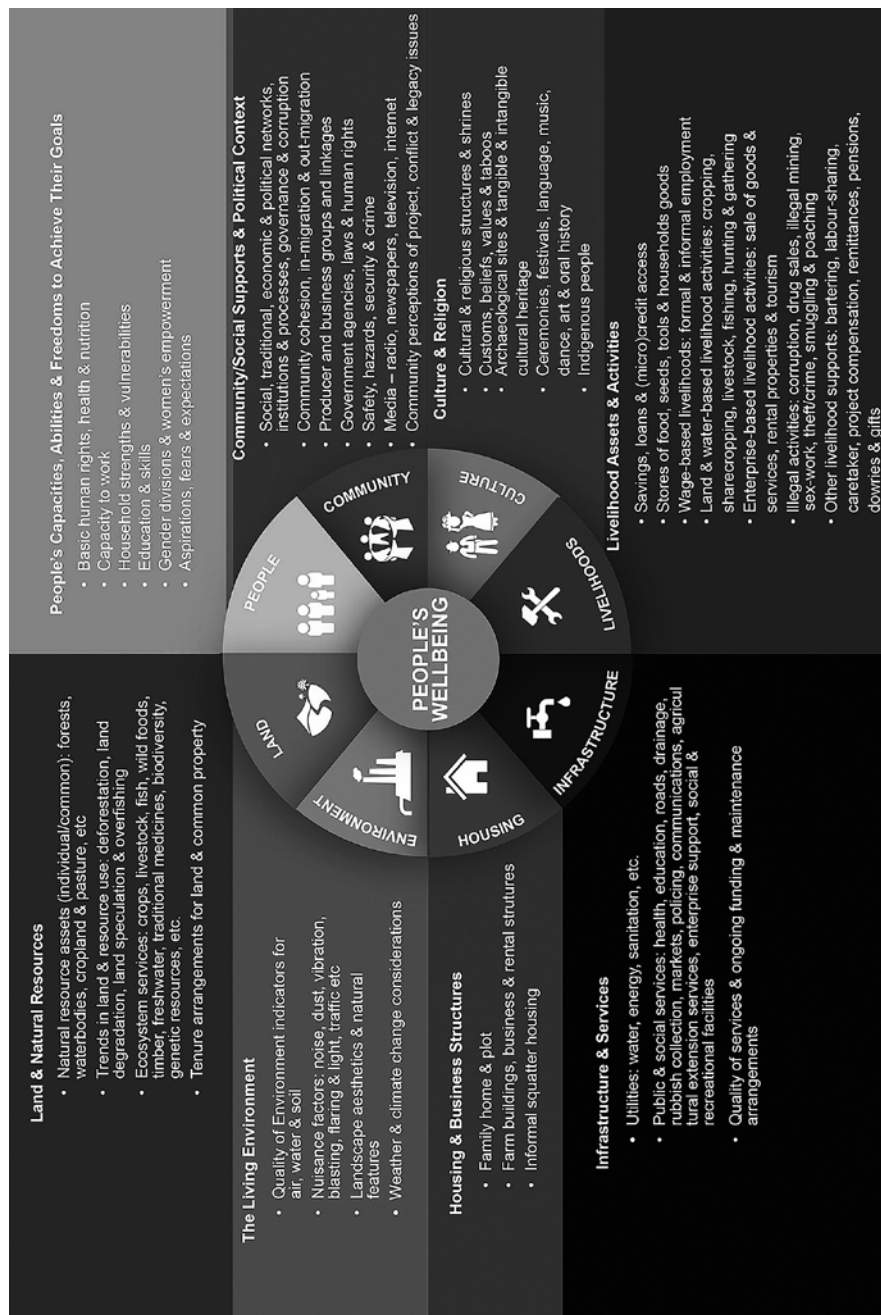 Land & Natural Resources
• Natural resource assets (individual/common): forests,
waterbodies, cropland & pasture, etc
• Trends in land & resource use: deforestation, land
degradation, land speculation & overfishing
• Ecosystem services: crops, livestock, fish, wild foods,
timber, freshwater, traditional medicines, biodiversity,
genetic resources, etc.
• Tenure arrangements for land & common property
The Living Environment
• Quality of Environment indicators for
air, water & soil
• Nuisance factors: noise, dust, vibration,
blasting, flaring & light, traffic etc
• Landscape aesthetics & natural
features
• Weather & climate change considerations
Housing & Business Structures
• Family home & plot
• Farm buildings, business & rental strutures
• Informal squatter housing
Infrastructure & Services
• Utilities: water, energy, sanitation, etc.
• Public & social services: health, education, roads, drainage,
rubbish collection, markets, policing, communications, agricul
tural extension services, enterprise support, social &
recreational facilities
• Quality of services & ongoing funding & maintenance
arrangements
PEOPLE'S
WELLBEING
LAND
PEOPLE
ENVIRONMENT
COMMUNITY
HOUSING
CULTURE
INFRASTRUCTURE
LIVELIHOODS
People's Capacities, Abilities & Freedoms to Achieve Their Goals
• Basic human rights, health & nutrition
• Capacity to work
• Household strengths & vulnerabilities
• Education & skills
• Gender divisions & women's empowerment
• Aspirations, fears & expectations
Community/Social Supports & Political Context
• Social, traditional, economic & political networks,
institutions & processes, governance & corruption
• Community cohesion, in-migration & out-migration
• Producer and business groups and linkages
• Government agencies, laws & human rights
• Safety, hazards, security & crime
• Media – radio, newspapers, television, internet
• Community perceptions of project, conflict & legacy issues
Culture & Religion
• Cultural & religious structures & shrines
• Customs, beliefs, values & taboos
• Archaeological sites & tangible & intangible
cultural heritage
• Ceremonies, festivals, language, music,
dance, art & oral history
• Indigenous people
Livelihood Assets & Activities
• Savings, loans & (micro)credit access
• Stores of food, seeds, tools & households goods
• Wage-based livelihoods: formal & informal employment
• Land & water-based livelihood activities: cropping,
sharecropping, livestock, fishing, hunting & gathering
• Enterprise-based livelihood activities: sale of goods &
services, rental properties & tourism
• Illegal activities: corruption, drug sales, illegal mining,
sex-work, theft/crime, smuggling & poaching
• Other livelihood supports: bartering, labour-sharing,
caretaker, project compensation, remittances, pensions,
dowries & gifts